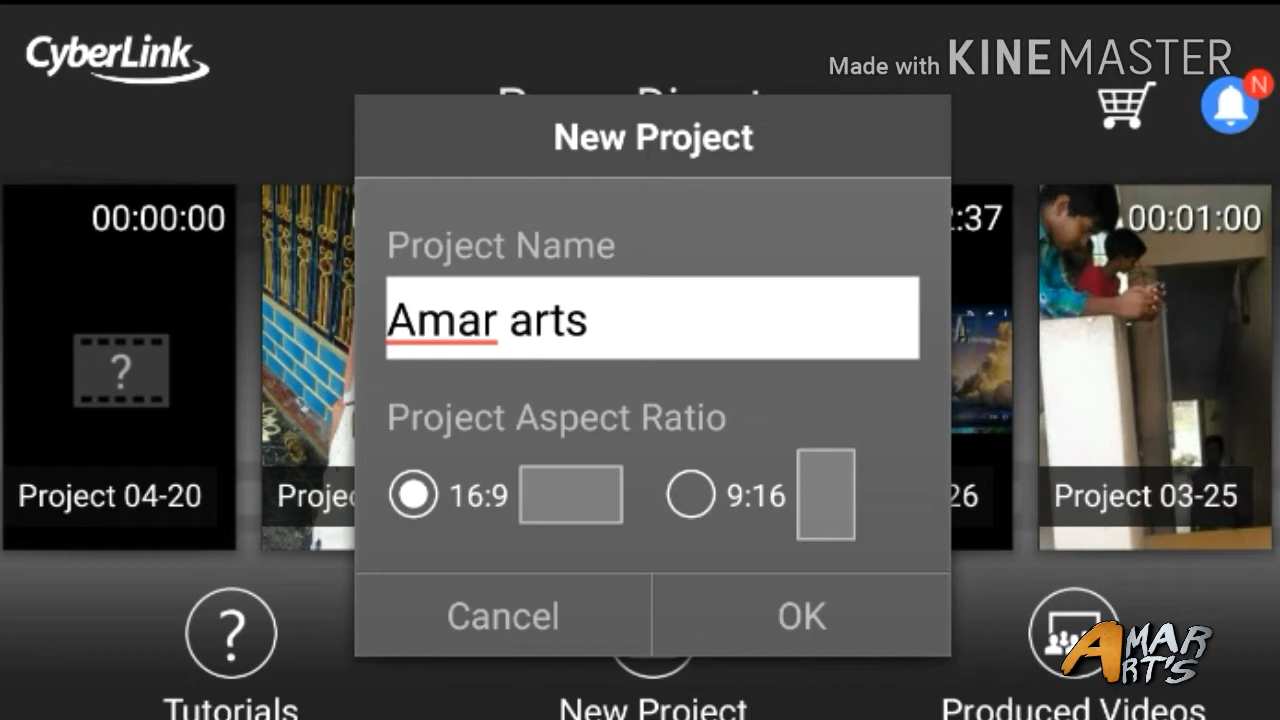 CyberLink
Made with KINEMASTER
N
New Project
00:00:00
:37
00:01:00
Project Name
Amar arts
Project Aspect Ratio
16:9
9:16
Project 04-20
26
Project 03-25
Cancel
OK
?
AMAR ART'S
Tutorials
New Project
Produced Videos